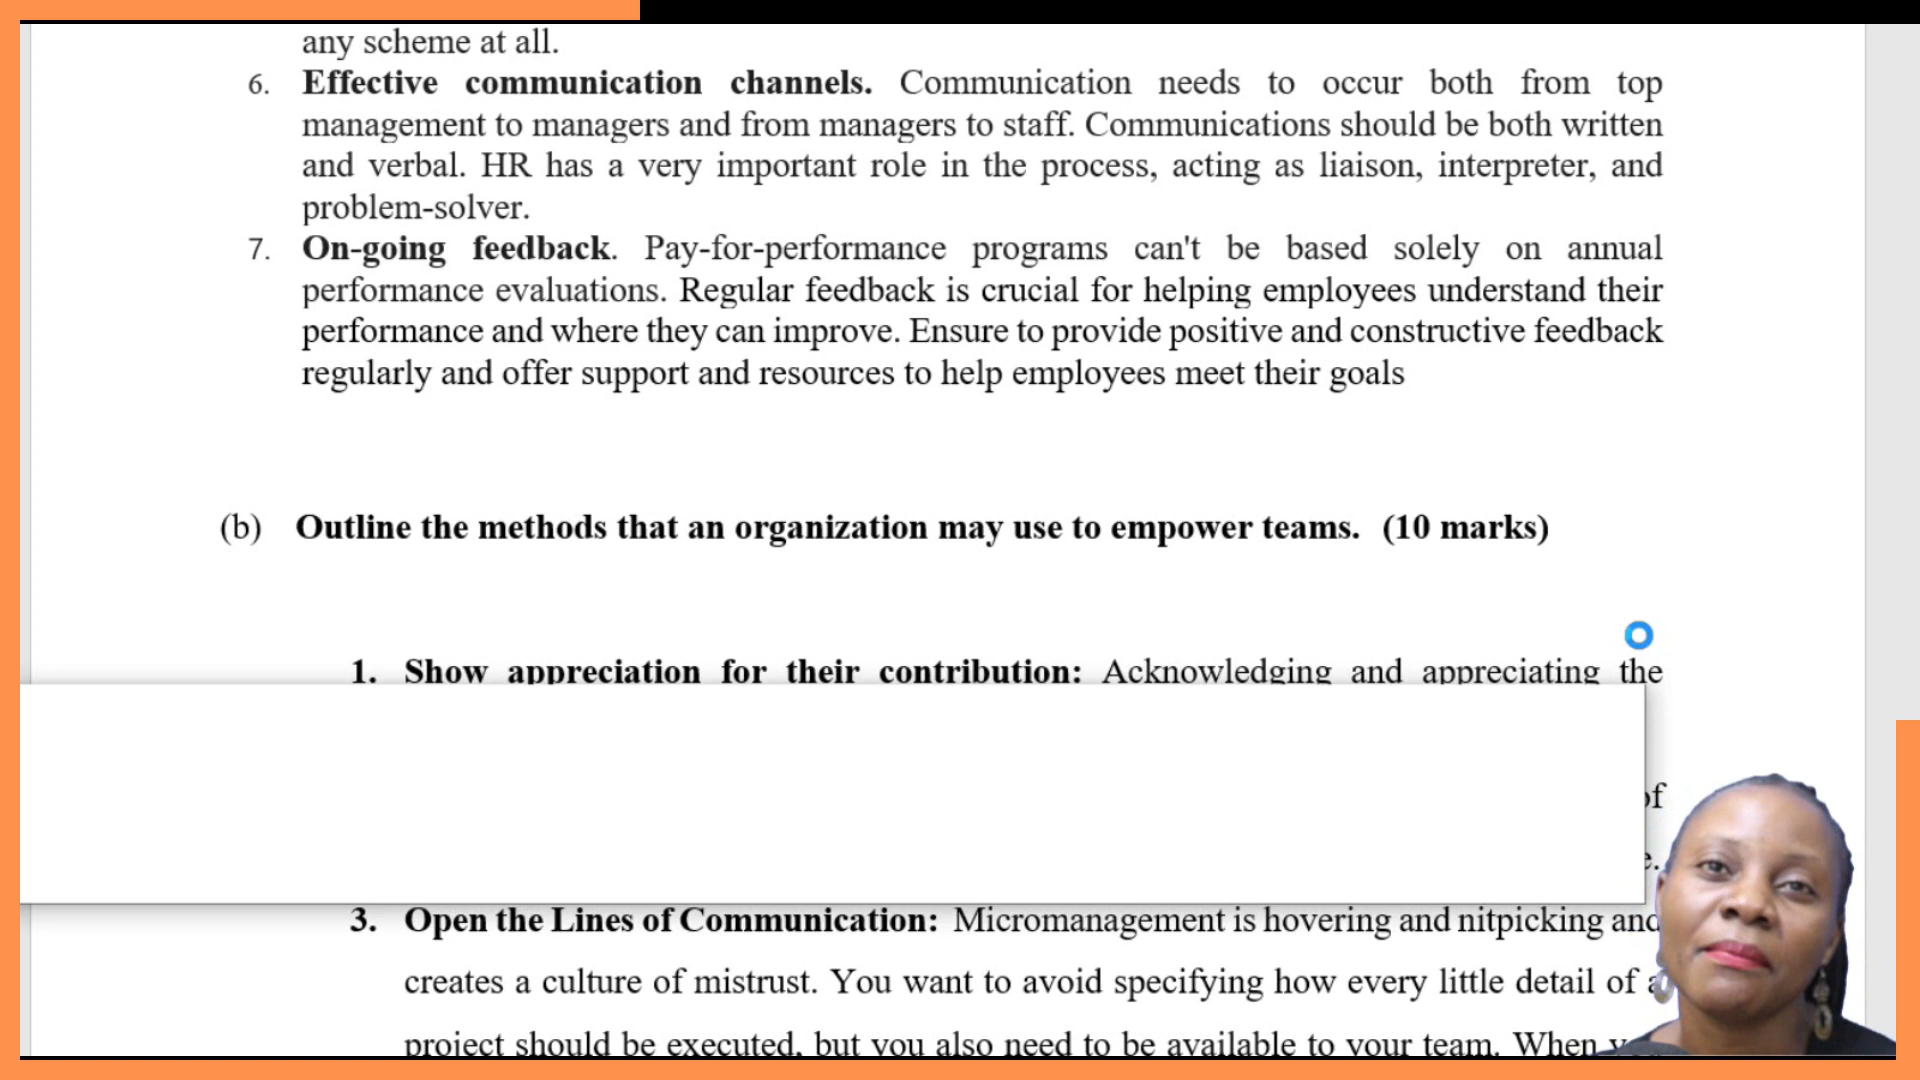 any scheme at all.
6. Effective communication channels. Communication needs to occur both from top
management to managers and from managers to staff. Communications should be both written
and verbal. HR has a very important role in the process, acting as liaison, interpreter, and
problem-solver.
7. On-going feedback. Pay-for-performance programs can't be based solely on annual
performance evaluations. Regular feedback is crucial for helping employees understand their
performance and where they can improve. Ensure to provide positive and constructive feedback
regularly and offer support and resources to help employees meet their goals
(b) Outline the methods that an organization may use to empower teams. (10 marks)
1. Show appreciation for their contribution: Acknowledging and appreciating the
of
3. Open the Lines of Communication: Micromanagement is hovering and nitpicking and
creates a culture of mistrust. You want to avoid specifying how every little detail of
project should be executed, but you also need to be available to your team. When